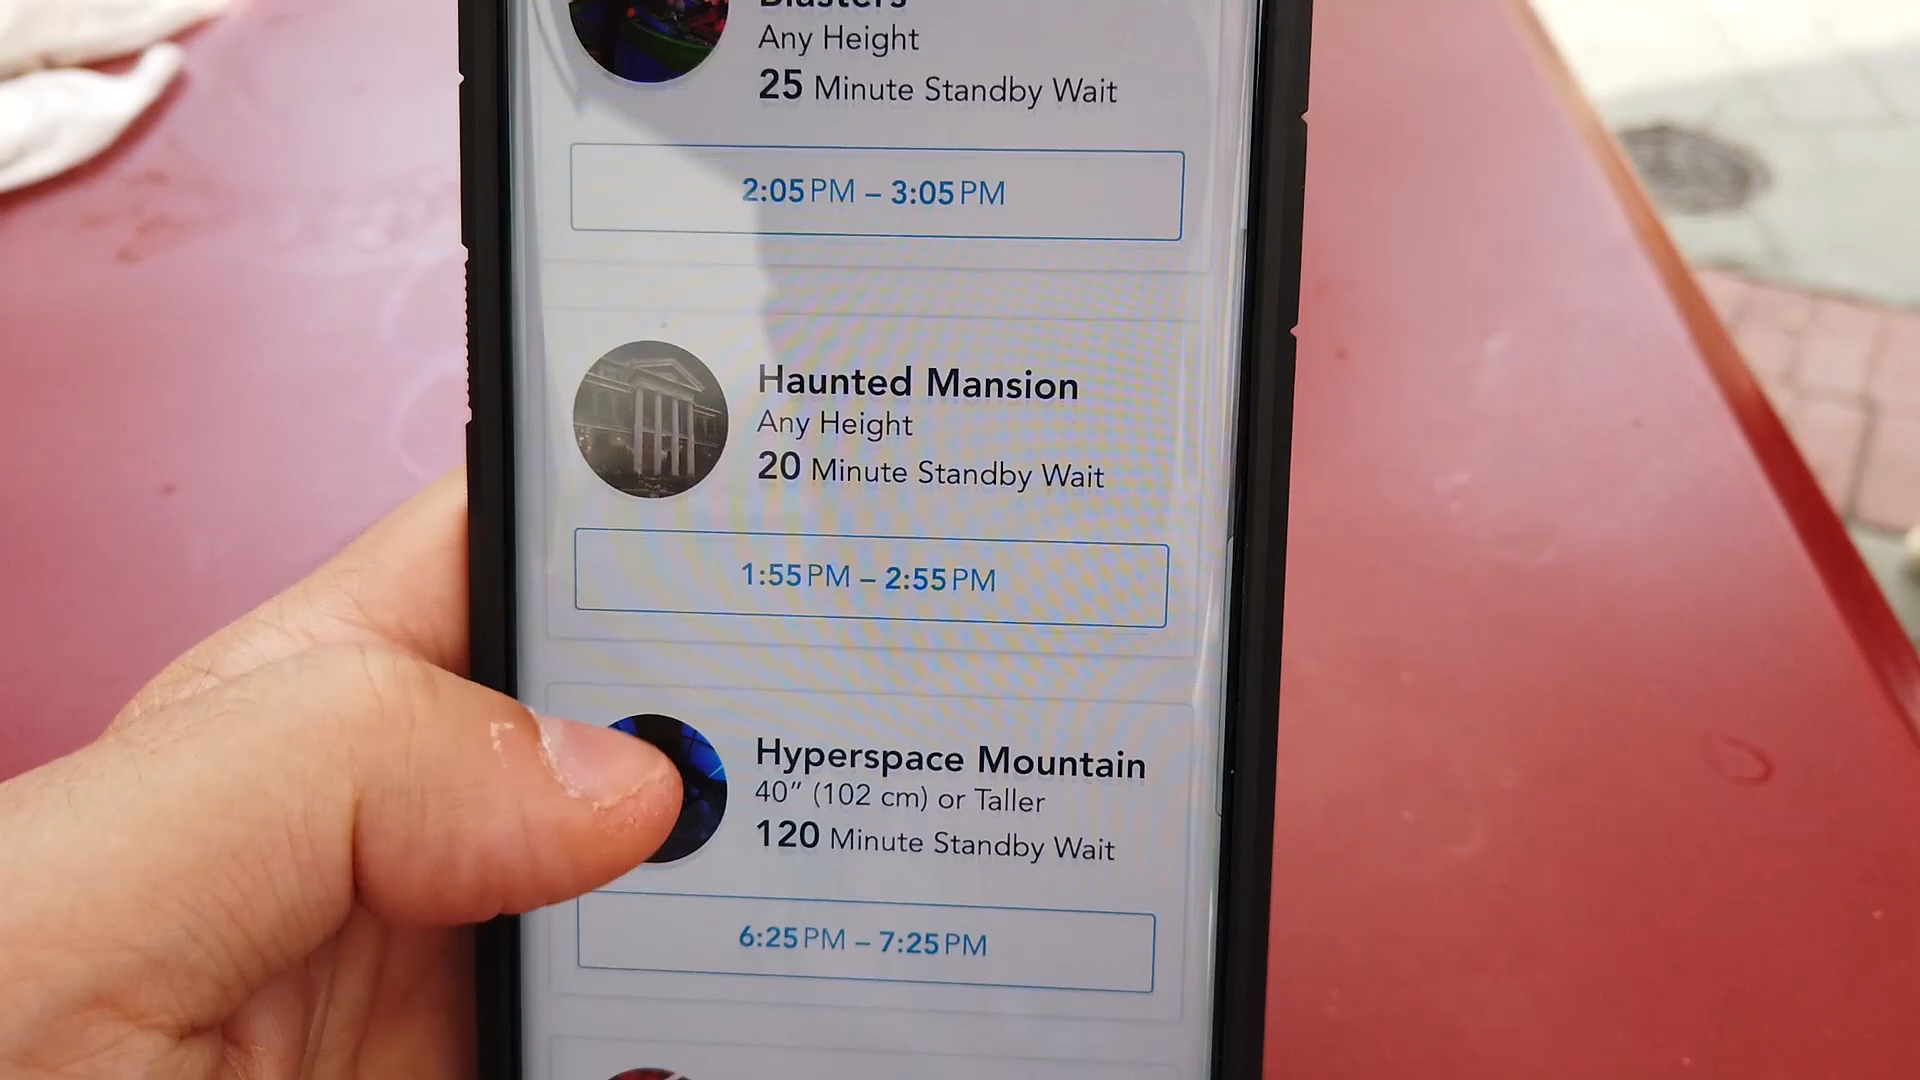 Blasters
Any Height
25 Minute Standby Wait
2:05 PM – 3:05 PM
Haunted Mansion
Any Height
20 Minute Standby Wait
1:55 PM – 2:55 PM
Hyperspace Mountain
40” (102 cm) or Taller
120 Minute Standby Wait
6:25 PM – 7:25 PM